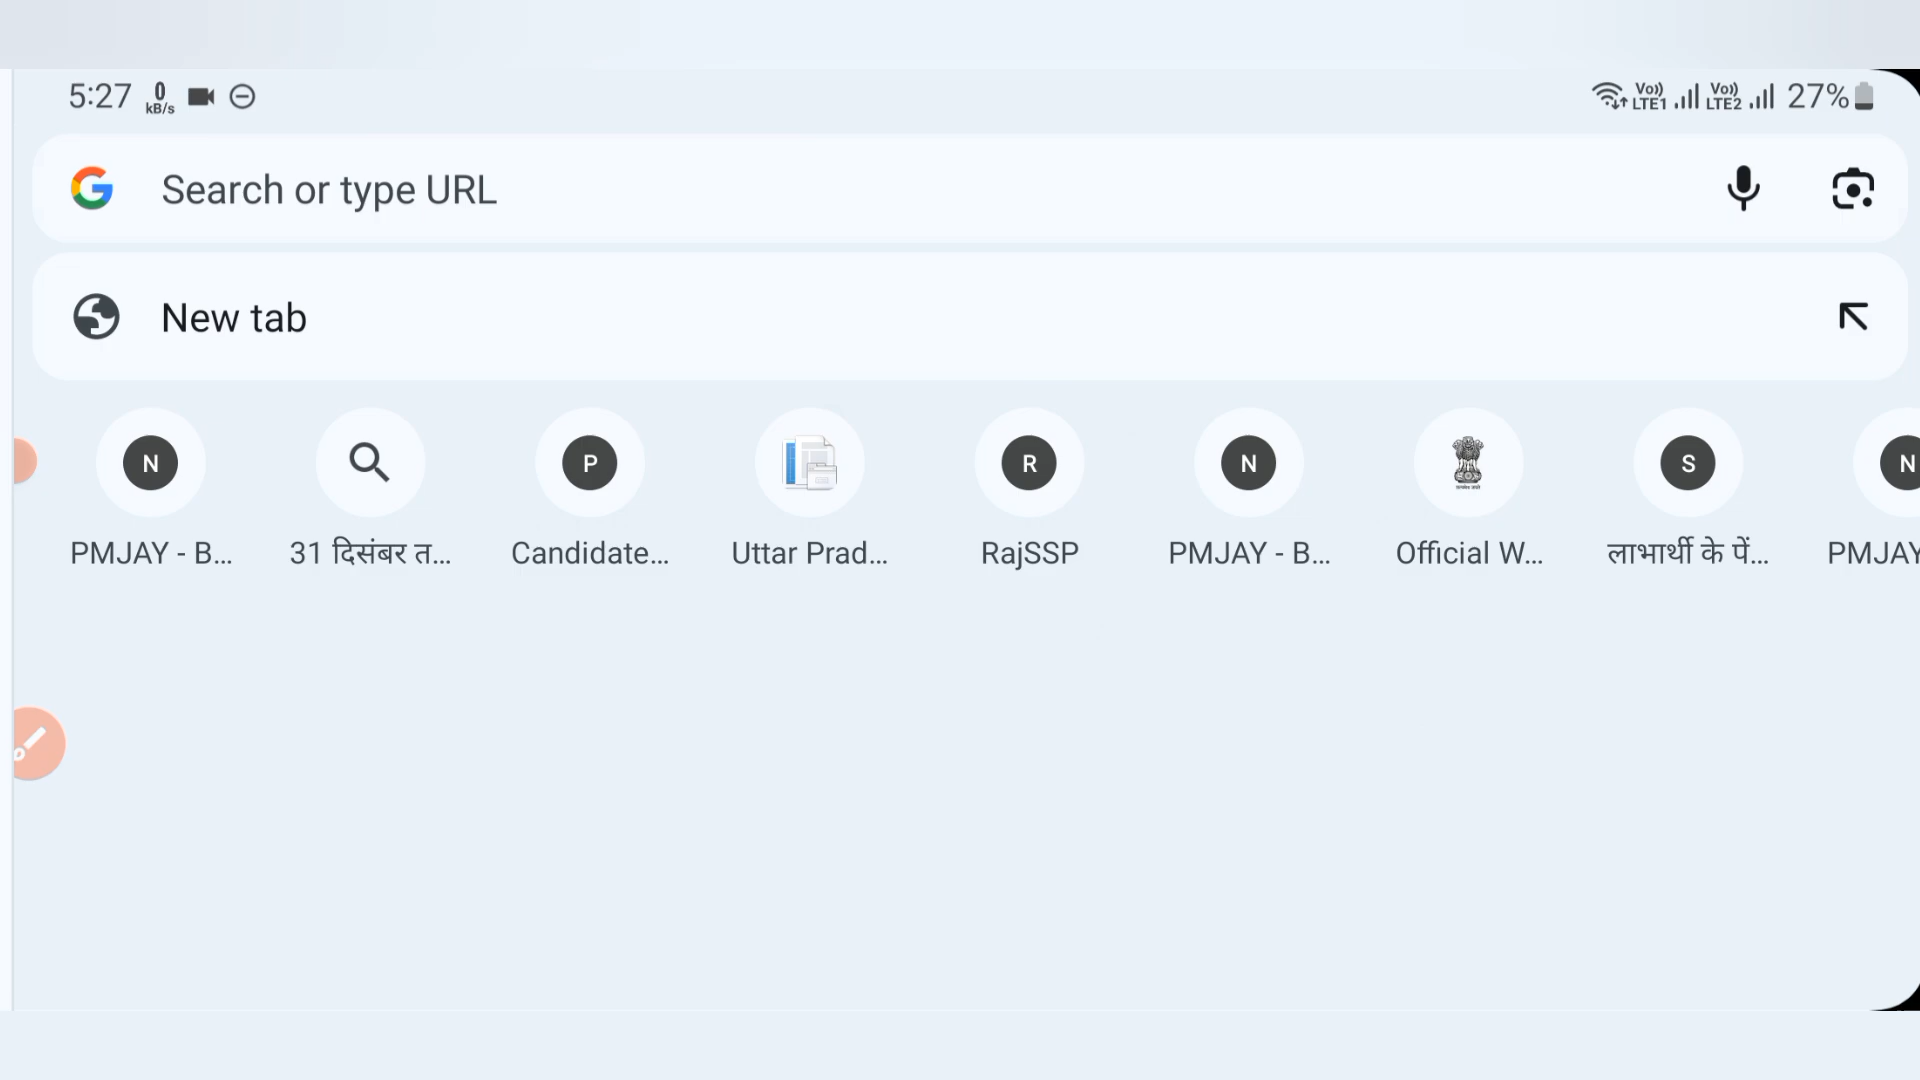 5:27 0 kB/s Vo)) LTE1 Vo)) LTE2 27%
Search or type URL
New tab
N P R N S N
PMJAY - B... 31 दिसंबर त... Candidate... Uttar Prad... RajSSP PMJAY - B... Official W... लाभार्थी के पें... PMJAY